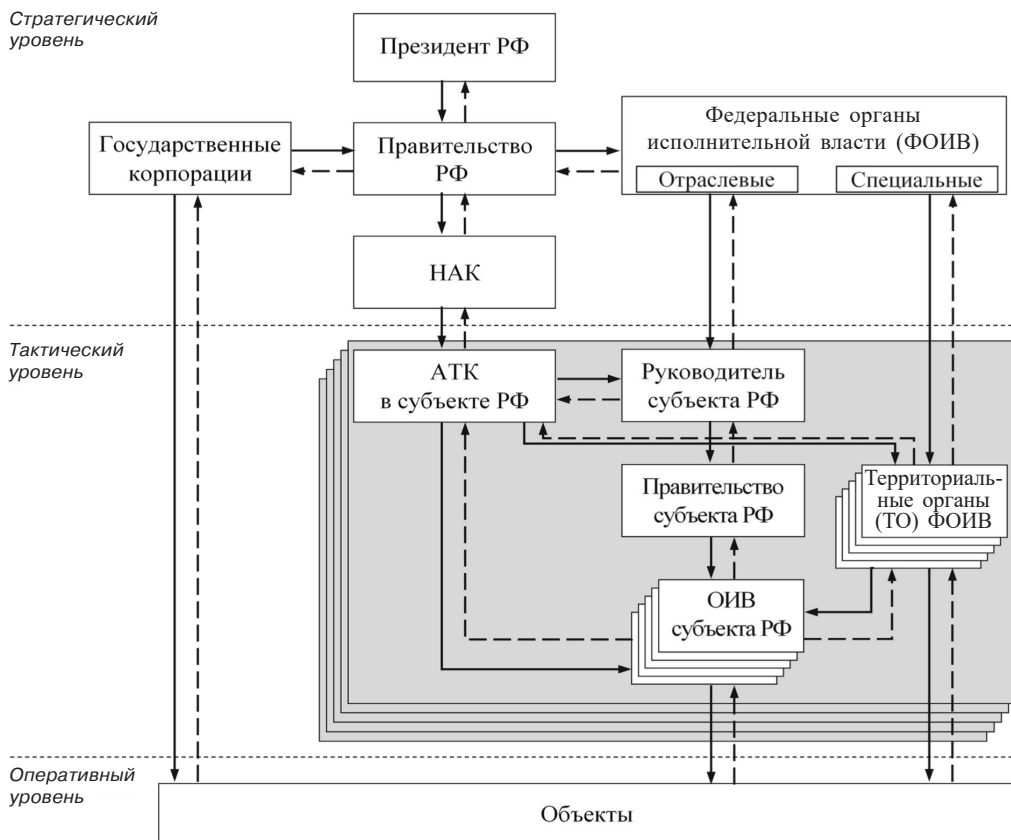 Стратегический
уровень
Президент РФ
Государственные
корпорации
Правительство
РФ
Федеральные органы
исполнительной власти (ФОИВ)
Отраслевые
Специальные
НАК
Тактический
уровень
АТК
в субъекте РФ
Руководитель
субъекта РФ
Правительство
субъекта РФ
Территориаль-
ные органы
(ТО) ФОИВ
ОИВ
субъекта РФ
Оперативный
уровень
Объекты